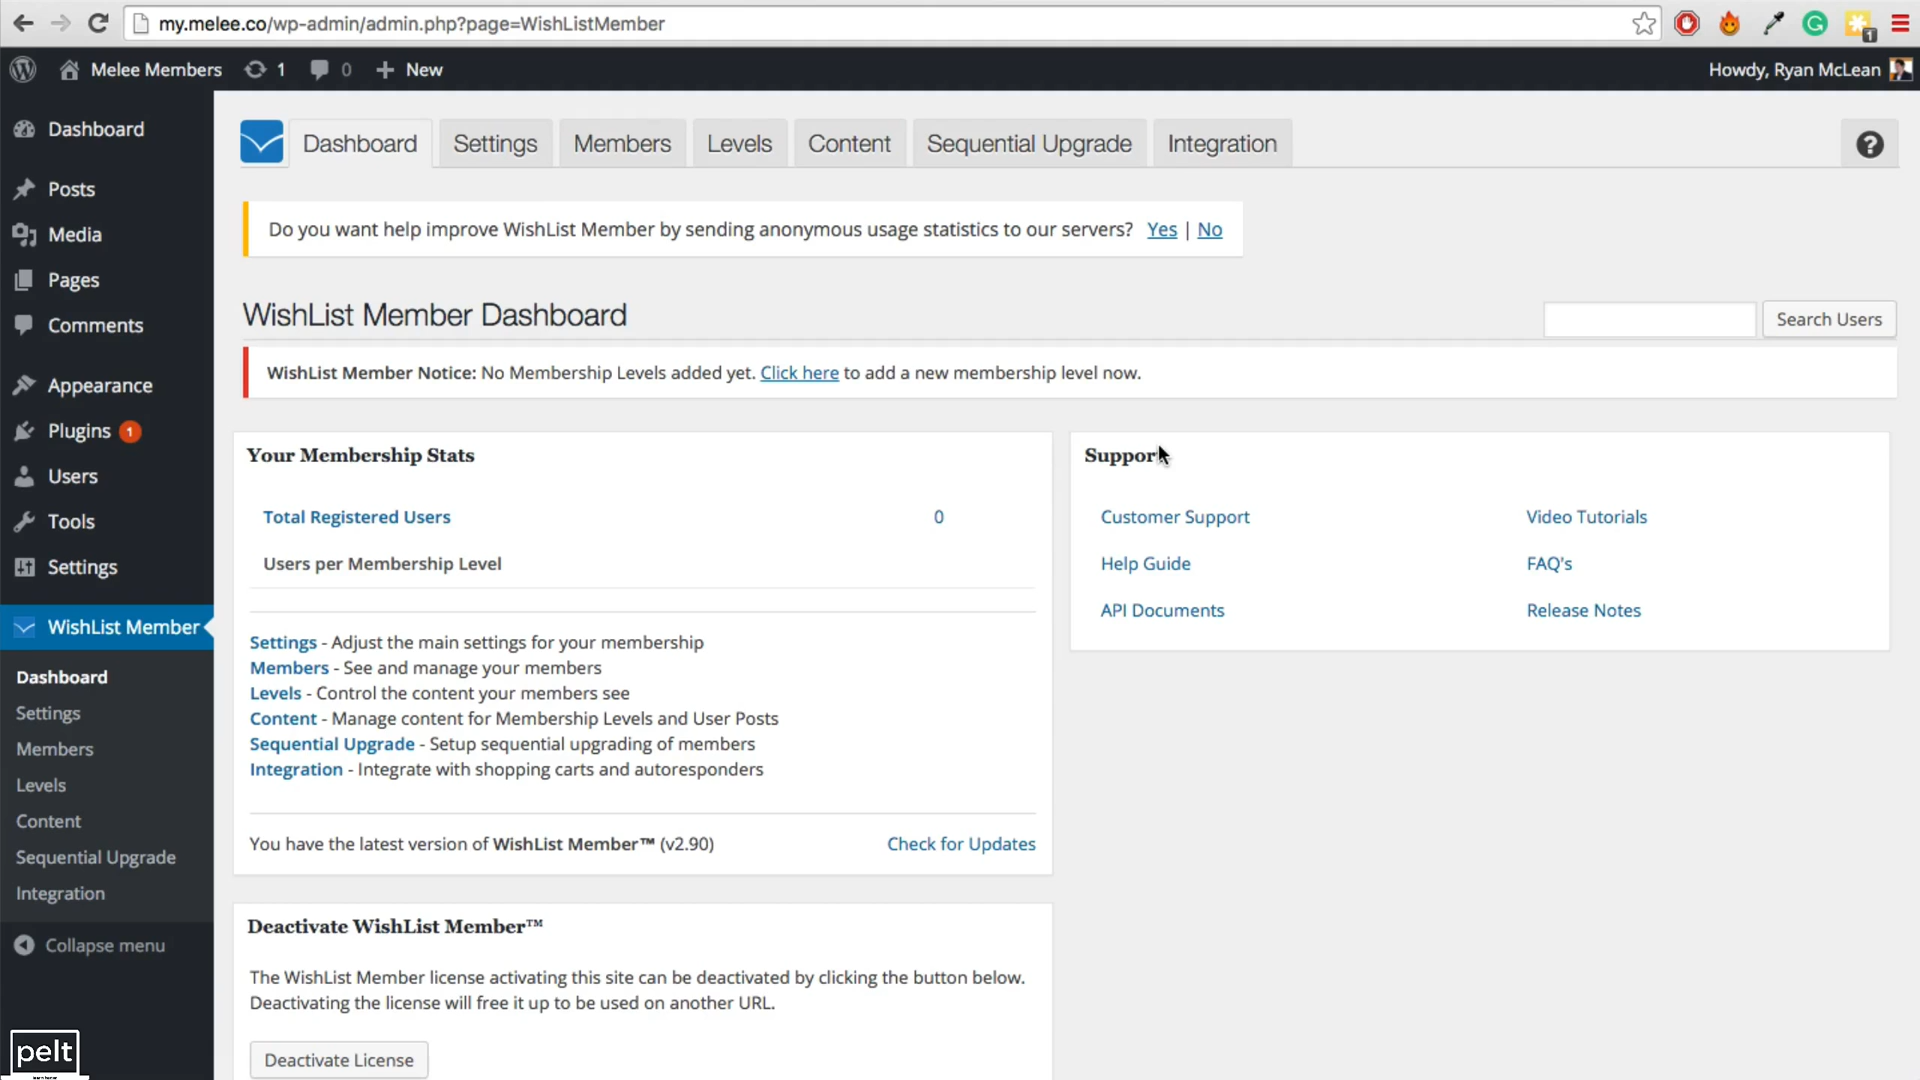 my.melee.co/wp-admin/admin.php?page=WishListMember
1
Melee Members
1
0
New
Howdy, Ryan McLean
Dashboard
Posts
Media
Pages
Comments
Appearance
Plugins 1
Users
Tools
Settings
WishList Member
Dashboard
Settings
Members
Levels
Content
Sequential Upgrade
Integration
Collapse menu
pelt
Dashboard
Settings
Members
Levels
Content
Sequential Upgrade
Integration
?
Do you want help improve WishList Member by sending anonymous usage statistics to our servers? Yes | No
WishList Member Dashboard
Search Users
WishList Member Notice: No Membership Levels added yet. Click here to add a new membership level now.
Your Membership Stats
Total Registered Users 0
Users per Membership Level
Settings - Adjust the main settings for your membership
Members - See and manage your members
Levels - Control the content your members see
Content - Manage content for Membership Levels and User Posts
Sequential Upgrade - Setup sequential upgrading of members
Integration - Integrate with shopping carts and autoresponders
You have the latest version of WishList Member™ (v2.90)
Check for Updates
Support
Customer Support
Video Tutorials
Help Guide
FAQ's
API Documents
Release Notes
Deactivate WishList Member™
The WishList Member license activating this site can be deactivated by clicking the button below.
Deactivating the license will free it up to be used on another URL.
Deactivate License